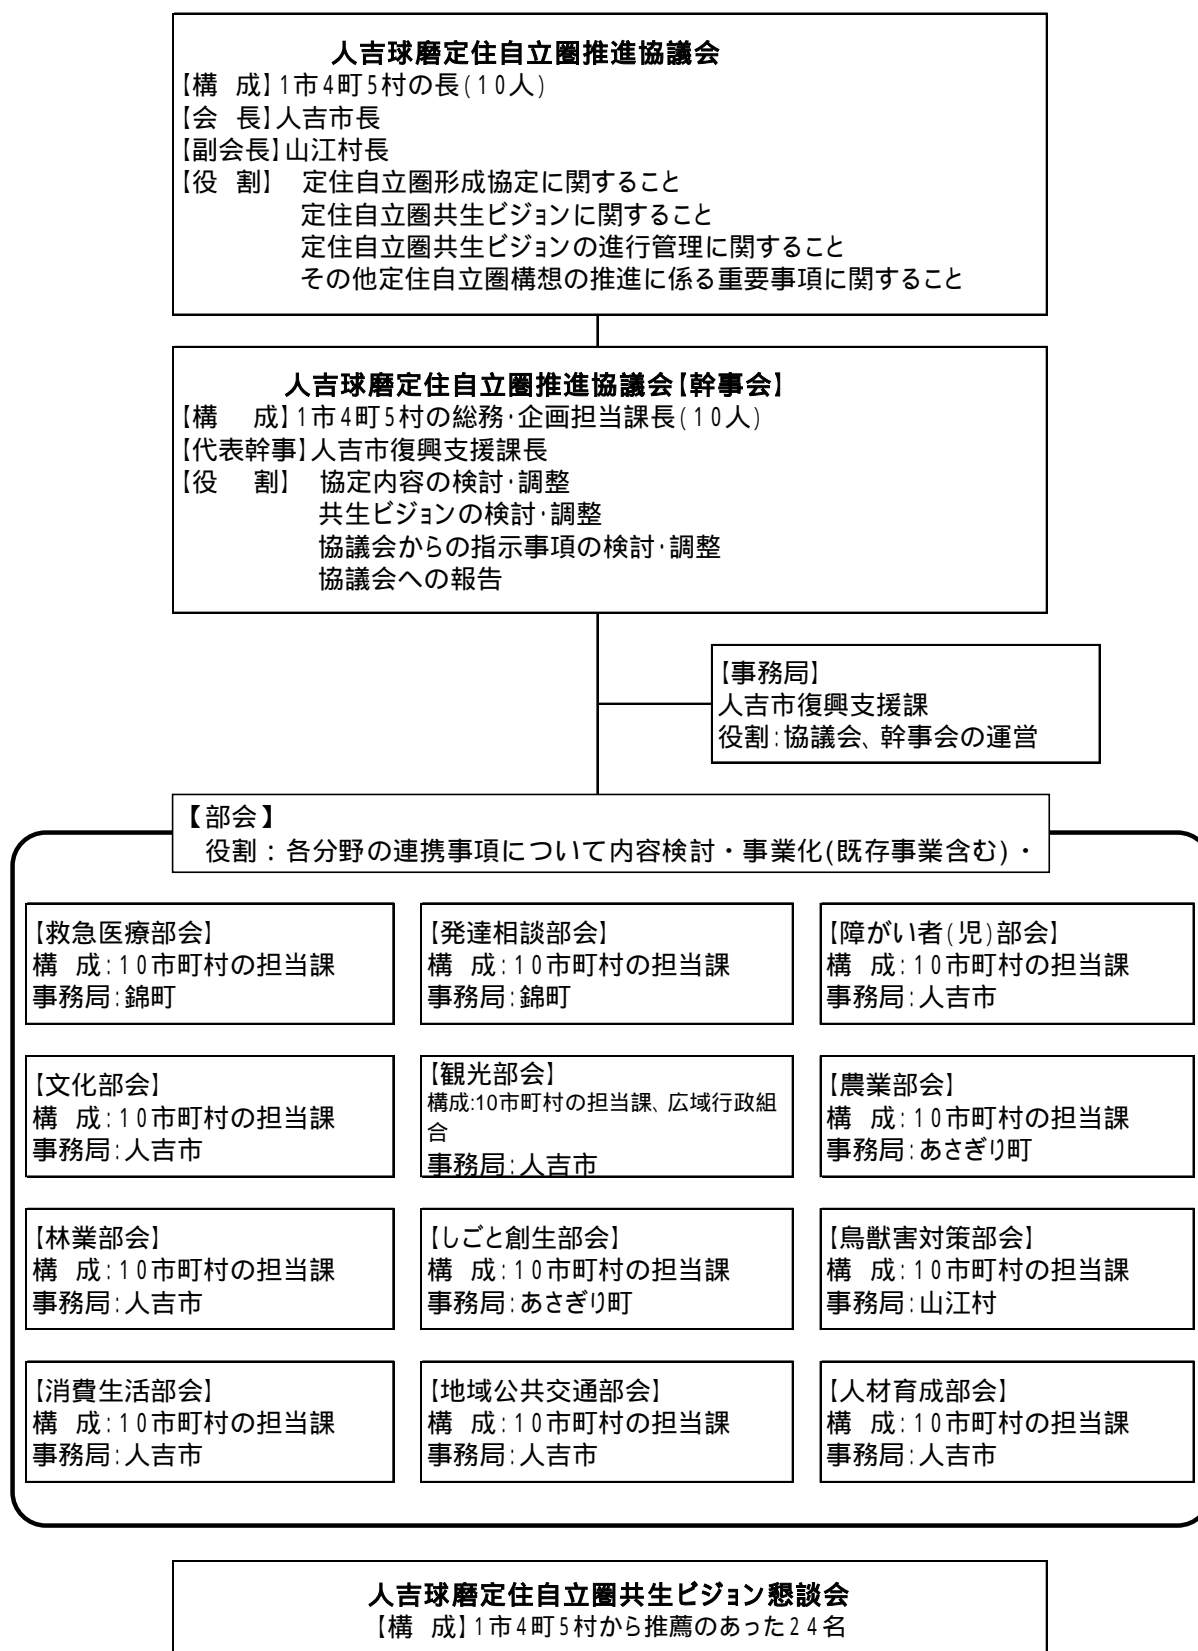 人吉球磨定住自立圏推進協議会
【構 成】1市4町5村の長(10人)
【会 長】人吉市長
【副会長】山江村長
【役 割】 定住自立圏形成協定に関すること
定住自立圏共生ビジョンに関すること
定住自立圏共生ビジョンの進行管理に関すること
その他定住自立圏構想の推進に係る重要事項に関すること
人吉球磨定住自立圏推進協議会【幹事会】
【構 成】1市4町5村の総務・企画担当課長(10人)
【代表幹事】人吉市復興支援課長
【役 割】 協定内容の検討・調整
共生ビジョンの検討・調整
協議会からの指示事項の検討・調整
協議会への報告
【事務局】
人吉市復興支援課
役割:協議会、幹事会の運営
【部会】
役割：各分野の連携事項について内容検討・事業化(既存事業含む)・
【救急医療部会】
構 成:10市町村の担当課
事務局:錦町
【発達相談部会】
構 成:10市町村の担当課
事務局:錦町
【障がい者(児)部会】
構 成:10市町村の担当課
事務局:人吉市
【文化部会】
構 成:10市町村の担当課
事務局:人吉市
【観光部会】
構成:10市町村の担当課、広域行政組
合
事務局:人吉市
【農業部会】
構 成:10市町村の担当課
事務局:あさぎり町
【林業部会】
構 成:10市町村の担当課
事務局:人吉市
【しごと創生部会】
構 成:10市町村の担当課
事務局:あさぎり町
【鳥獣害対策部会】
構 成:10市町村の担当課
事務局:山江村
【消費生活部会】
構 成:10市町村の担当課
事務局:人吉市
【地域公共交通部会】
構 成:10市町村の担当課
事務局:人吉市
【人材育成部会】
構 成:10市町村の担当課
事務局:人吉市
人吉球磨定住自立圏共生ビジョン懇談会
【構 成】1市4町5村から推薦のあった24名